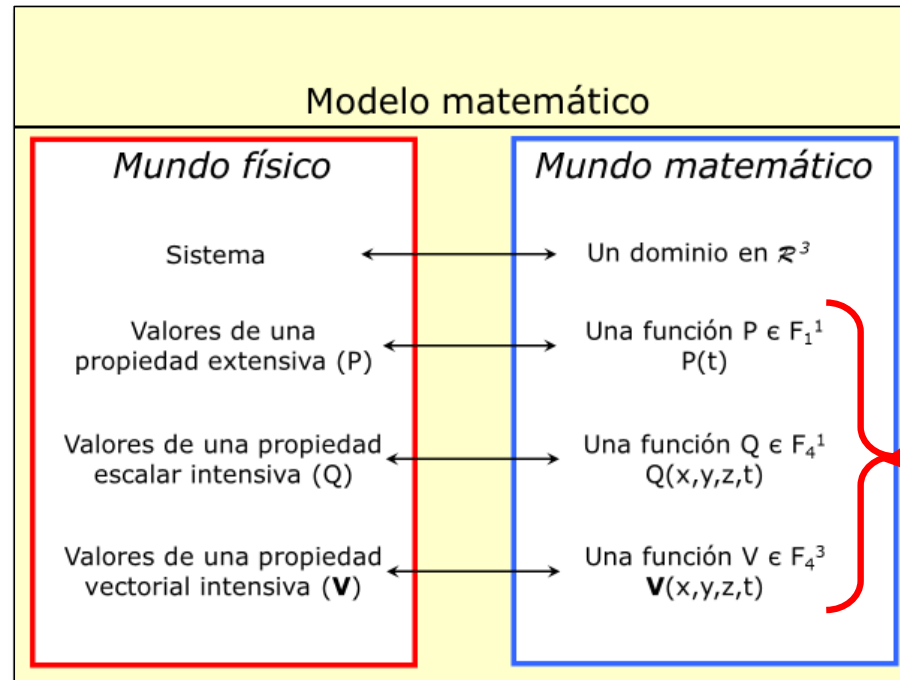 Modelo matemático
Mundo físico
Mundo matemático
Sistema
Un dominio en 𝓡³
Valores de una
propiedad extensiva (P)
Una función P ϵ F₁¹
P(t)
Valores de una propiedad
escalar intensiva (Q)
Una función Q ϵ F₄¹
Q(x,y,z,t)
Valores de una propiedad
vectorial intensiva (V)
Una función V ϵ F₄³
V(x,y,z,t)